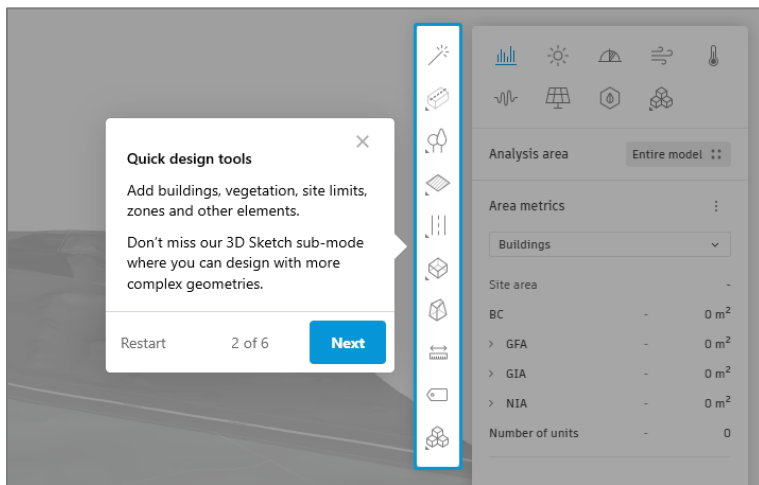 Quick design tools
Add buildings, vegetation, site limits,
zones and other elements.
Don't miss our 3D Sketch sub-mode
where you can design with more
complex geometries.
Restart 2 of 6 Next
Analysis area Entire model
Area metrics
Buildings
Site area -
BC - 0 m²
> GFA - 0 m²
> GIA - 0 m²
> NIA - 0 m²
Number of units - 0